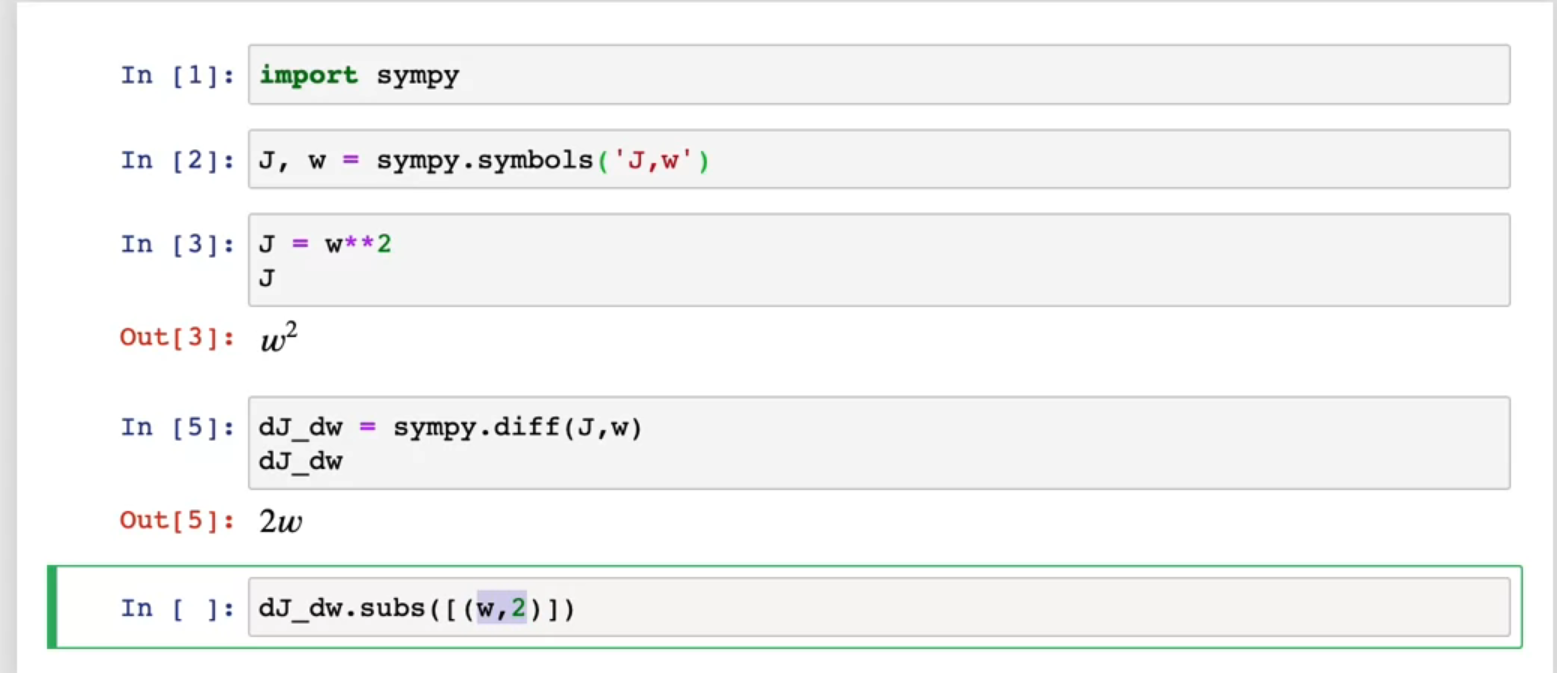 In [1]: import sympy
In [2]: J, w = sympy.symbols('J,w')
In [3]: J = w**2
J
Out[3]: w²
In [5]: dJ_dw = sympy.diff(J,w)
dJ_dw
Out[5]: 2w
In [ ]: dJ_dw.subs([(w,2)])